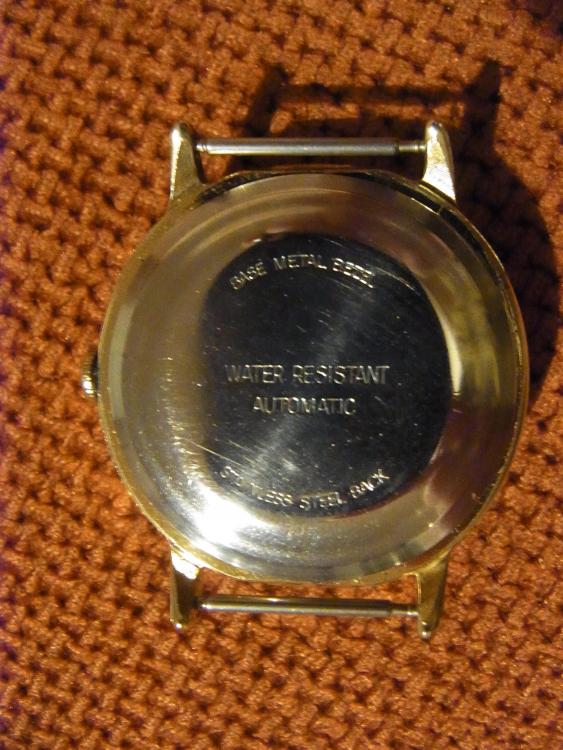 BASE METAL BEZEL
WATER RESISTANT
AUTOMATIC
STAINLESS STEEL BACK